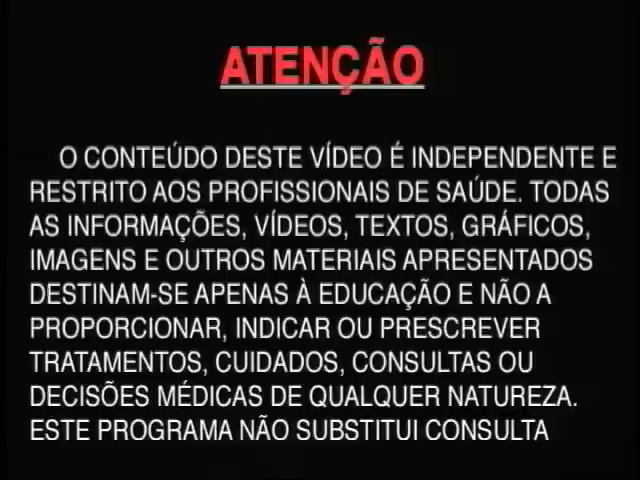 ATENÇÃO
O CONTEÚDO DESTE VÍDEO É INDEPENDENTE E
RESTRITO AOS PROFISSIONAIS DE SAÚDE. TODAS
AS INFORMAÇÕES, VÍDEOS, TEXTOS, GRÁFICOS,
IMAGENS E OUTROS MATERIAIS APRESENTADOS
DESTINAM-SE APENAS À EDUCAÇÃO E NÃO A
PROPORCIONAR, INDICAR OU PRESCREVER
TRATAMENTOS, CUIDADOS, CONSULTAS OU
DECISÕES MÉDICAS DE QUALQUER NATUREZA.
ESTE PROGRAMA NÃO SUBSTITUI CONSULTA